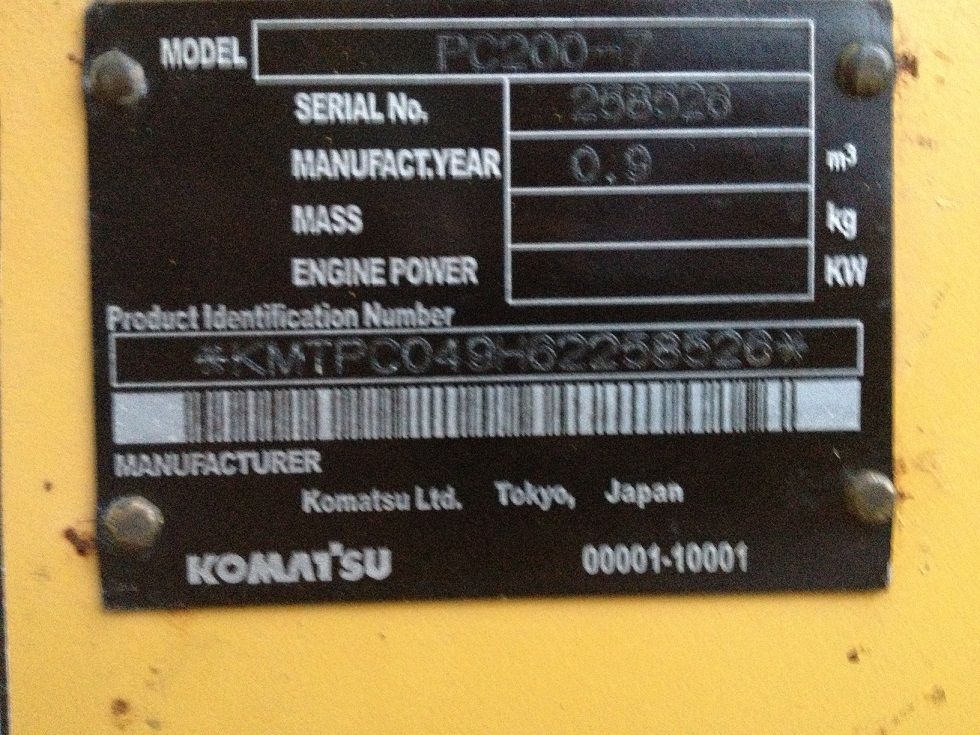 MODEL PC200-7
SERIAL No. 258526
MANUFACT.YEAR 0.9 m³
MASS kg
ENGINE POWER KW
Product Identification Number
*KMTPC049H62258526*
MANUFACTURER
Komatsu Ltd. Tokyo, Japan
KOMATSU 00001-10001